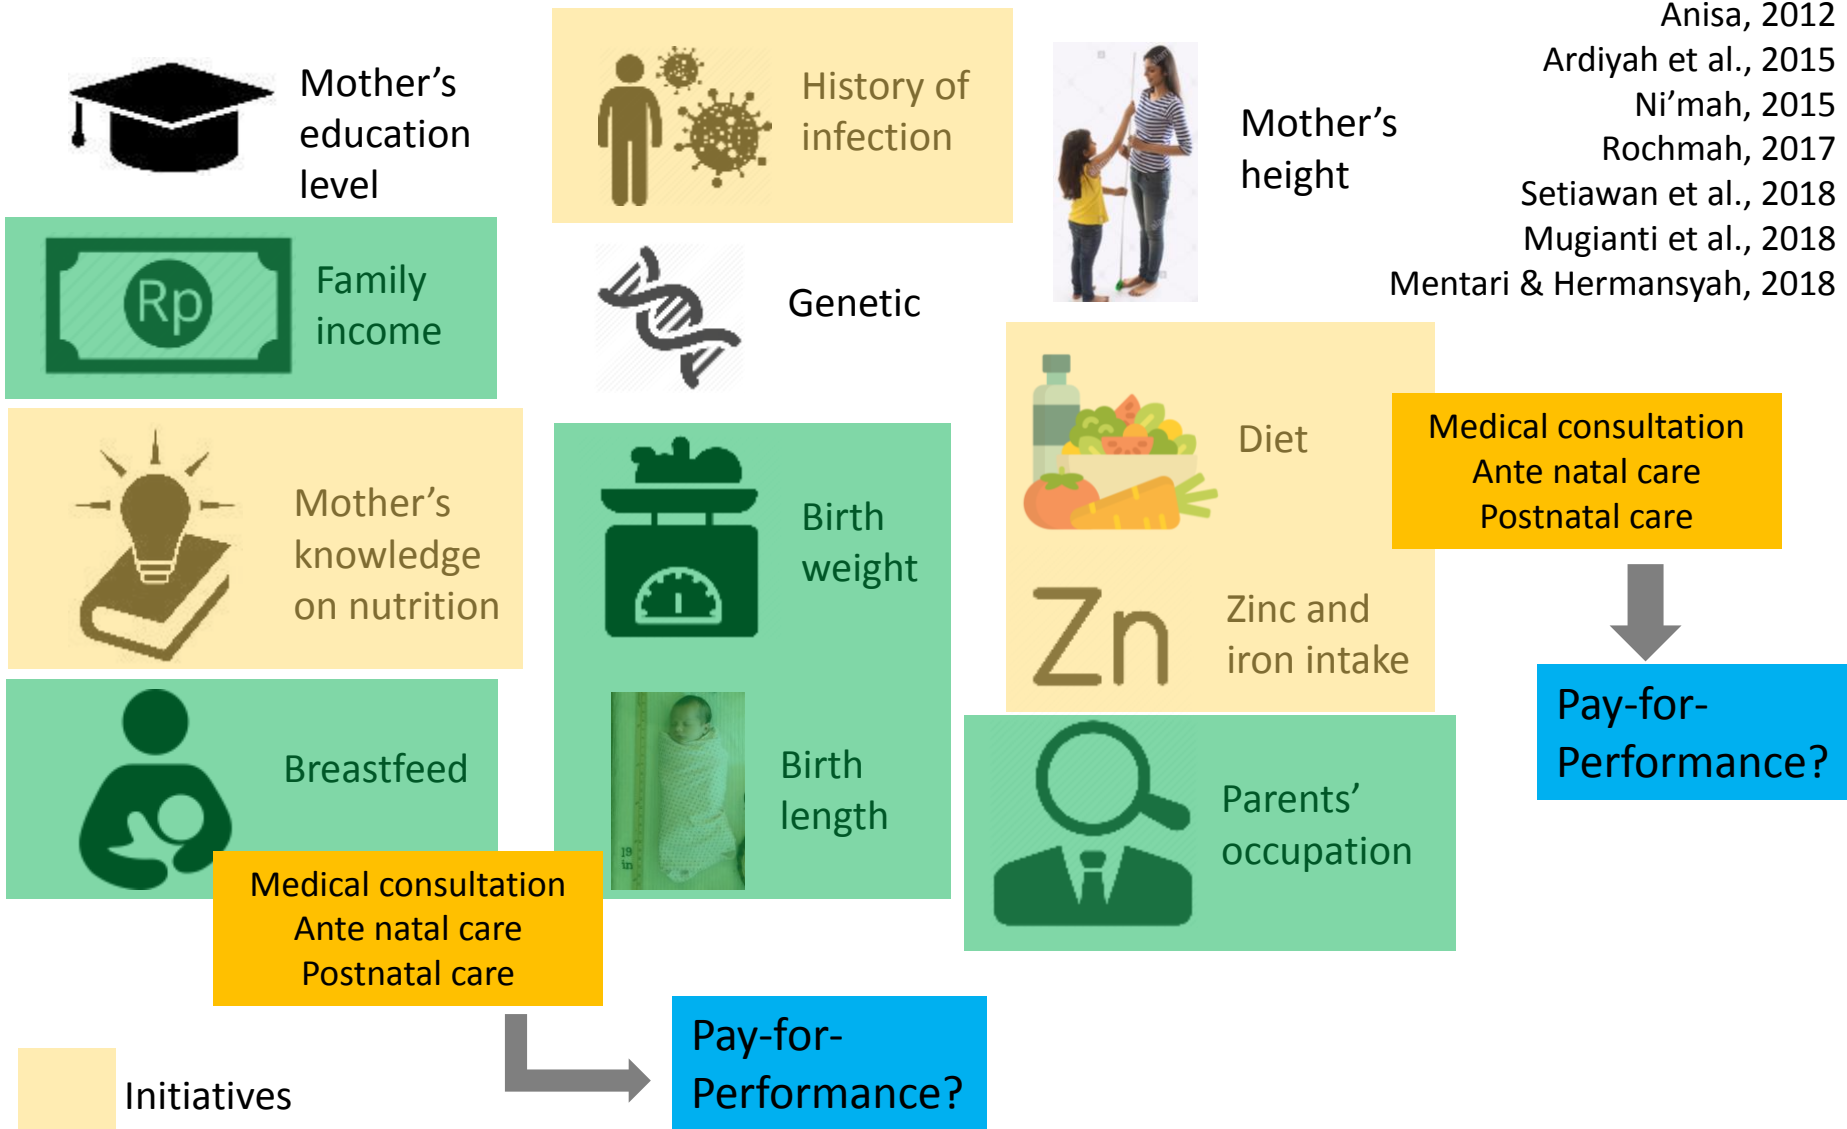 Mother's
education
level
History of
infection
Mother's
height
Anisa, 2012
Ardiyah et al., 2015
Ni'mah, 2015
Rochmah, 2017
Setiawan et al., 2018
Mugianti et al., 2018
Mentari & Hermansyah, 2018
Rp
Family
income
Genetic
Mother's
knowledge
on nutrition
Birth
weight
Diet
Medical consultation
Ante natal care
Postnatal care
Zn
Zinc and
iron intake
Pay-for-
Performance?
Breastfeed
Birth
length
19
in
Parents'
occupation
Medical consultation
Ante natal care
Postnatal care
Pay-for-
Performance?
Initiatives